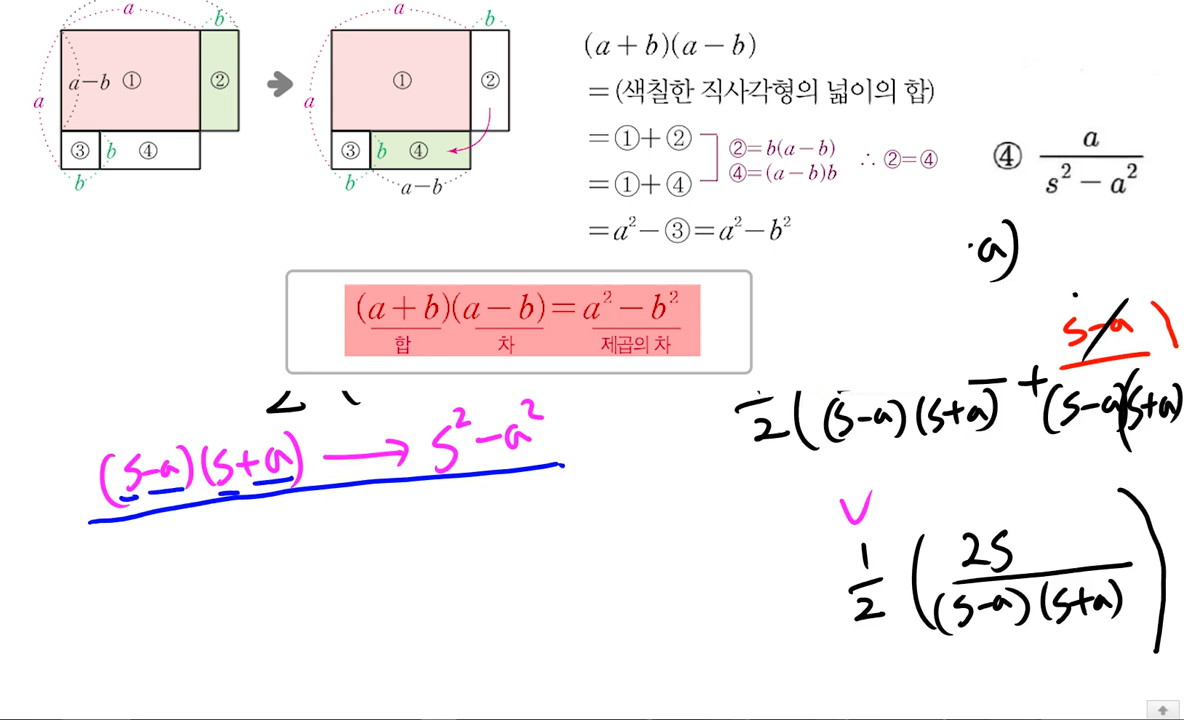 a b a b
a a−b ① ② a ① ②
③ b ④ ③ b ④
b b a−b
(a+b)(a−b)
=(색칠한 직사각형의 넓이의 합)
=①+②
②=b(a−b)
④=(a−b)b
∴ ②=④
=①+④
=a²−③=a²−b²
④ a/(s²−a²)
a)
(a+b)(a−b)=a²−b²
합 차 제곱의 차
s−a )
1/2( (s−a)(s+a) + (s−a)(s+a)
(s−a)(s+a) → s²−a²
V
1/2 ( 2s/((s−a)(s+a)) )